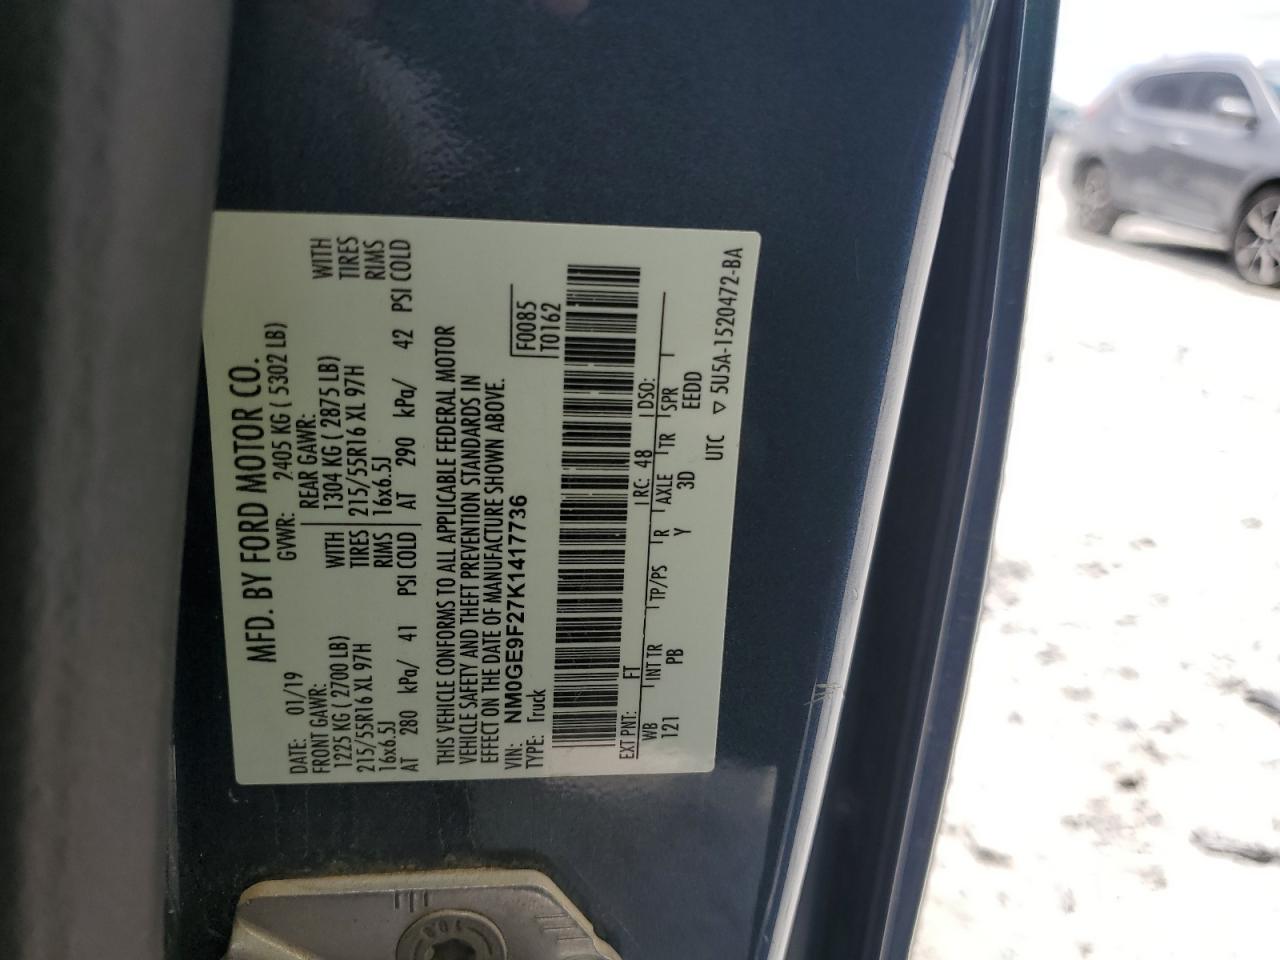 MFD. BY FORD MOTOR CO.
DATE: 01/19 GVWR: 2405 KG ( 5302 LB)
FRONT GAWR: REAR GAWR:
1225 KG ( 2700 LB) WITH 1304 KG ( 2875 LB) WITH
215/55R16 XL 97H TIRES 215/55R16 XL 97H TIRES
16x6.5J RIMS 16x6.5J RIMS
AT 280 kPa/ 41 PSI COLD AT 290 kPa/ 42 PSI COLD
THIS VEHICLE CONFORMS TO ALL APPLICABLE FEDERAL MOTOR
VEHICLE SAFETY AND THEFT PREVENTION STANDARDS IN
EFFECT ON THE DATE OF MANUFACTURE SHOWN ABOVE.
VIN: NM0GE9F27K1417736 F0085
TYPE: Truck T0162
EXT PNT: FT RC: 48 DSO:
WB INT TR TP/PS R AXLE TR SPR
121 PB Y 3D EEDD
UTC ▽ 5U5A-1520472-BA
10.9